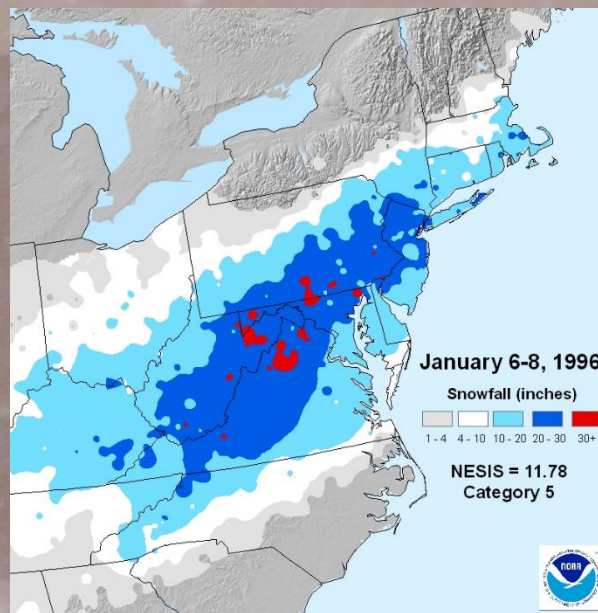 January 6-8, 1996
Snowfall (inches)
1 - 4 4 - 10 10 - 20 20 - 30 30+
NESIS = 11.78
Category 5
NOAA